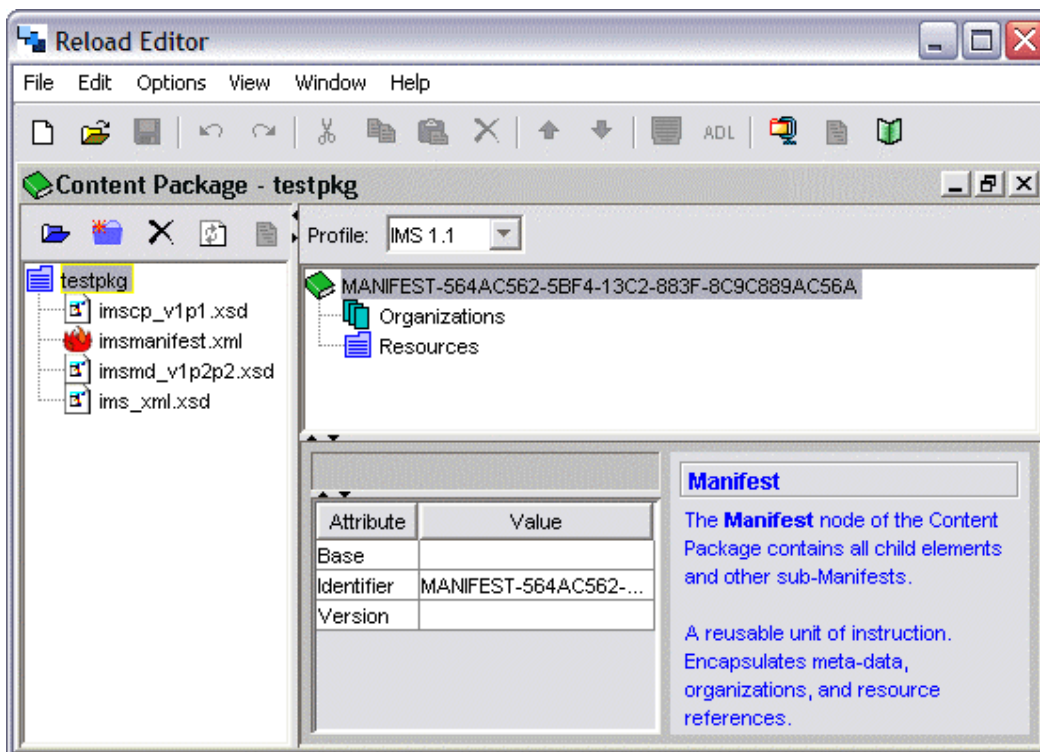 Reload Editor
File Edit Options View Window Help
ADL
Content Package - testpkg
Profile: IMS 1.1
testpkg
imscp_v1p1.xsd
imsmanifest.xml
imsmd_v1p2p2.xsd
ims_xml.xsd
MANIFEST-564AC562-5BF4-13C2-883F-8C9C889AC56A
Organizations
Resources
Attribute Value
Base
Identifier MANIFEST-564AC562-...
Version
Manifest
The Manifest node of the Content
Package contains all child elements
and other sub-Manifests.
A reusable unit of instruction.
Encapsulates meta-data,
organizations, and resource
references.